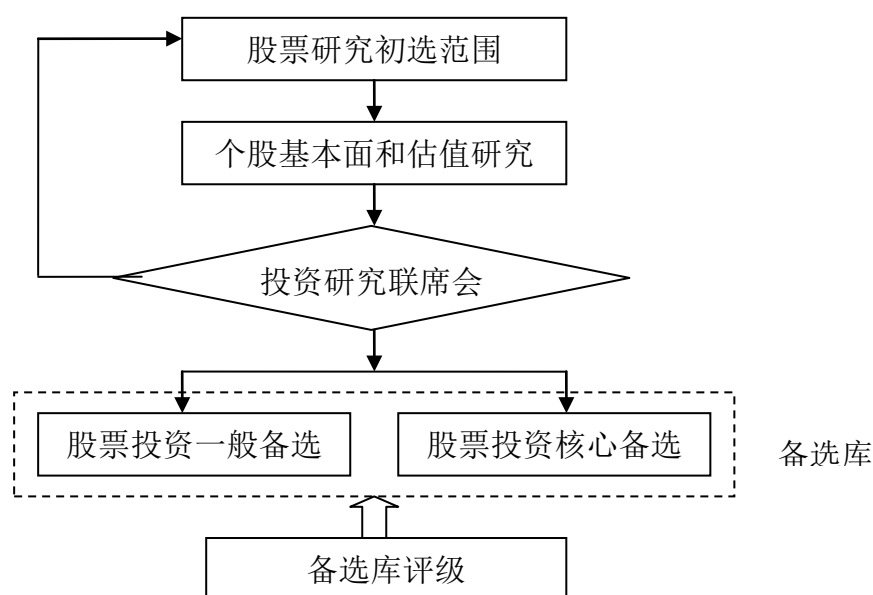 股票研究初选范围
个股基本面和估值研究
投资研究联席会
股票投资一般备选
股票投资核心备选
备选库
备选库评级